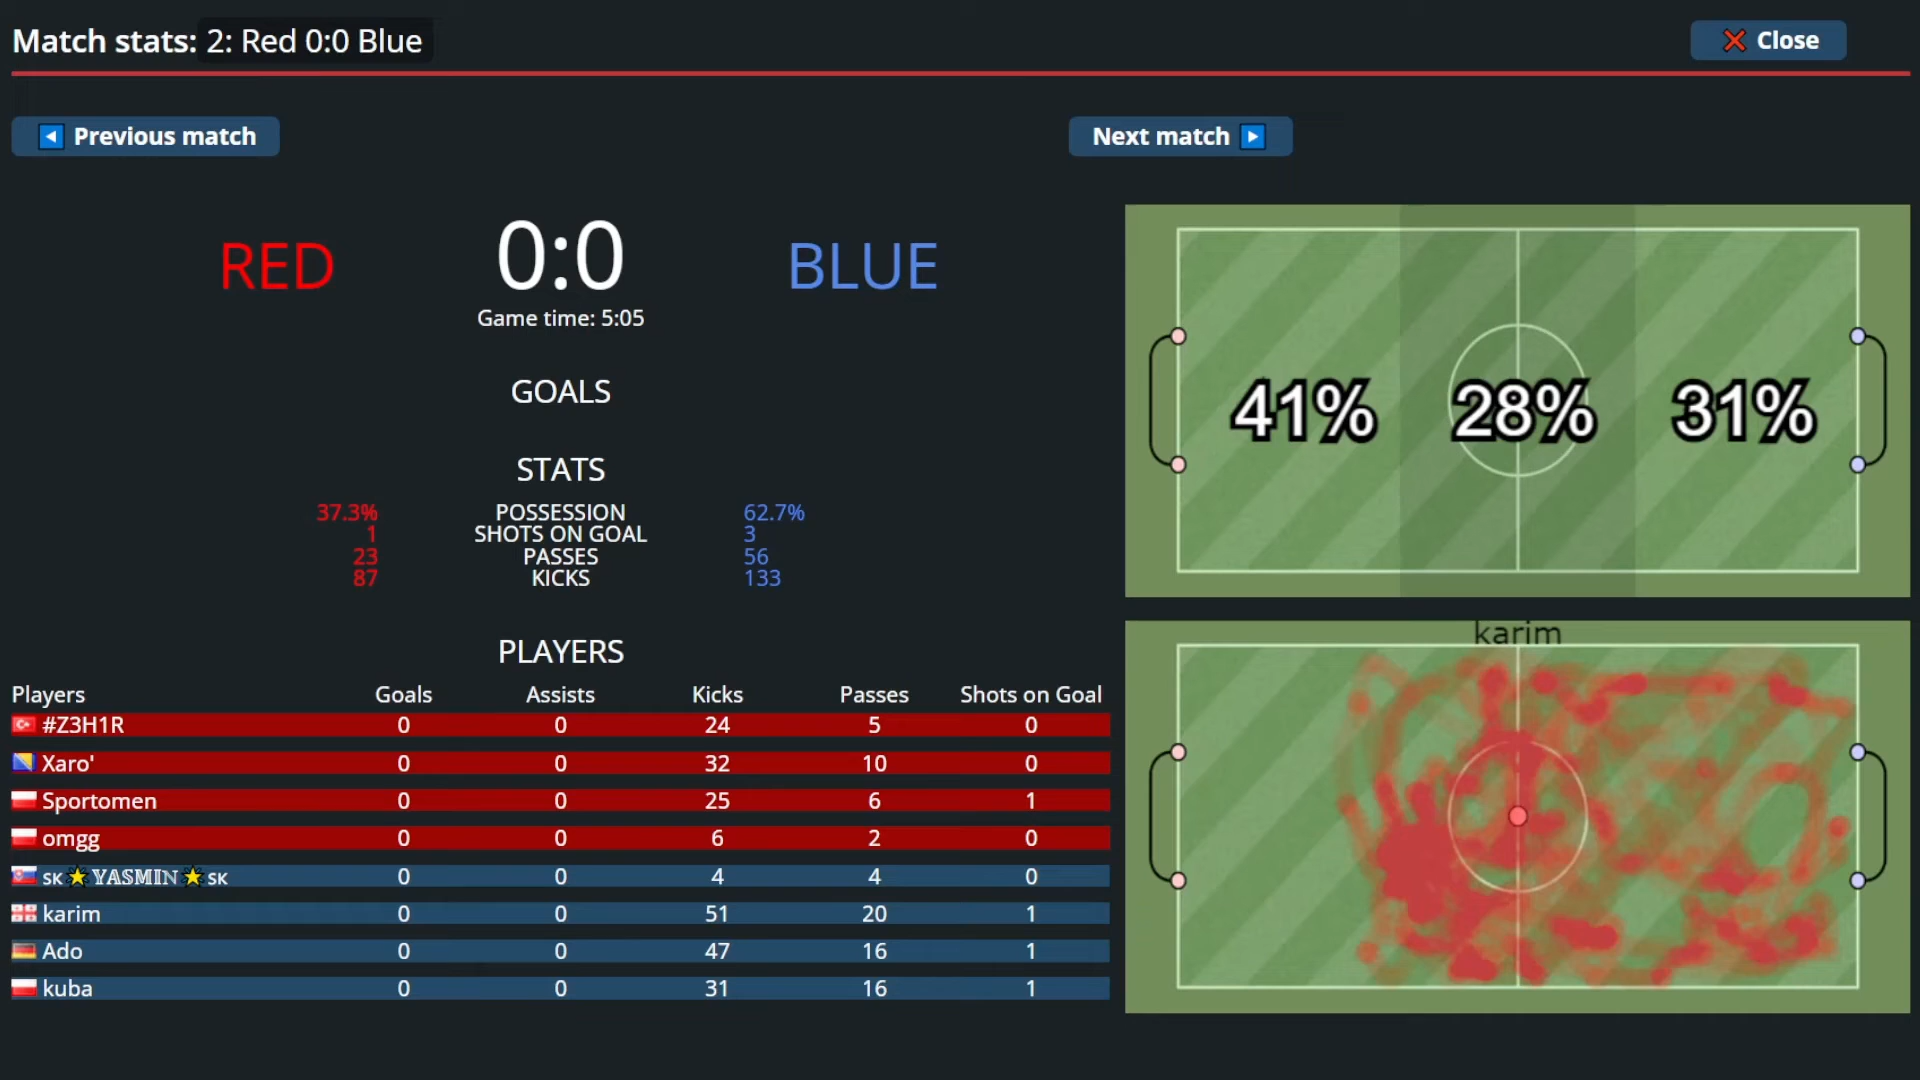 Match stats: 2: Red 0:0 Blue
Close
Previous match
Next match
RED 0:0 BLUE
Game time: 5:05
GOALS
STATS
37.3% POSSESSION 62.7%
1 SHOTS ON GOAL 3
23 PASSES 56
87 KICKS 133
PLAYERS
Players Goals Assists Kicks Passes Shots on Goal
#Z3H1R 0 0 24 5 0
Xaro' 0 0 32 10 0
Sportomen 0 0 25 6 1
omgg 0 0 6 2 0
sᴋ⭐𝕐𝔸𝕊𝕄𝕀ℕ⭐sᴋ 0 0 4 4 0
karim 0 0 51 20 1
Ado 0 0 47 16 1
kuba 0 0 31 16 1
41% 28% 31%
karim